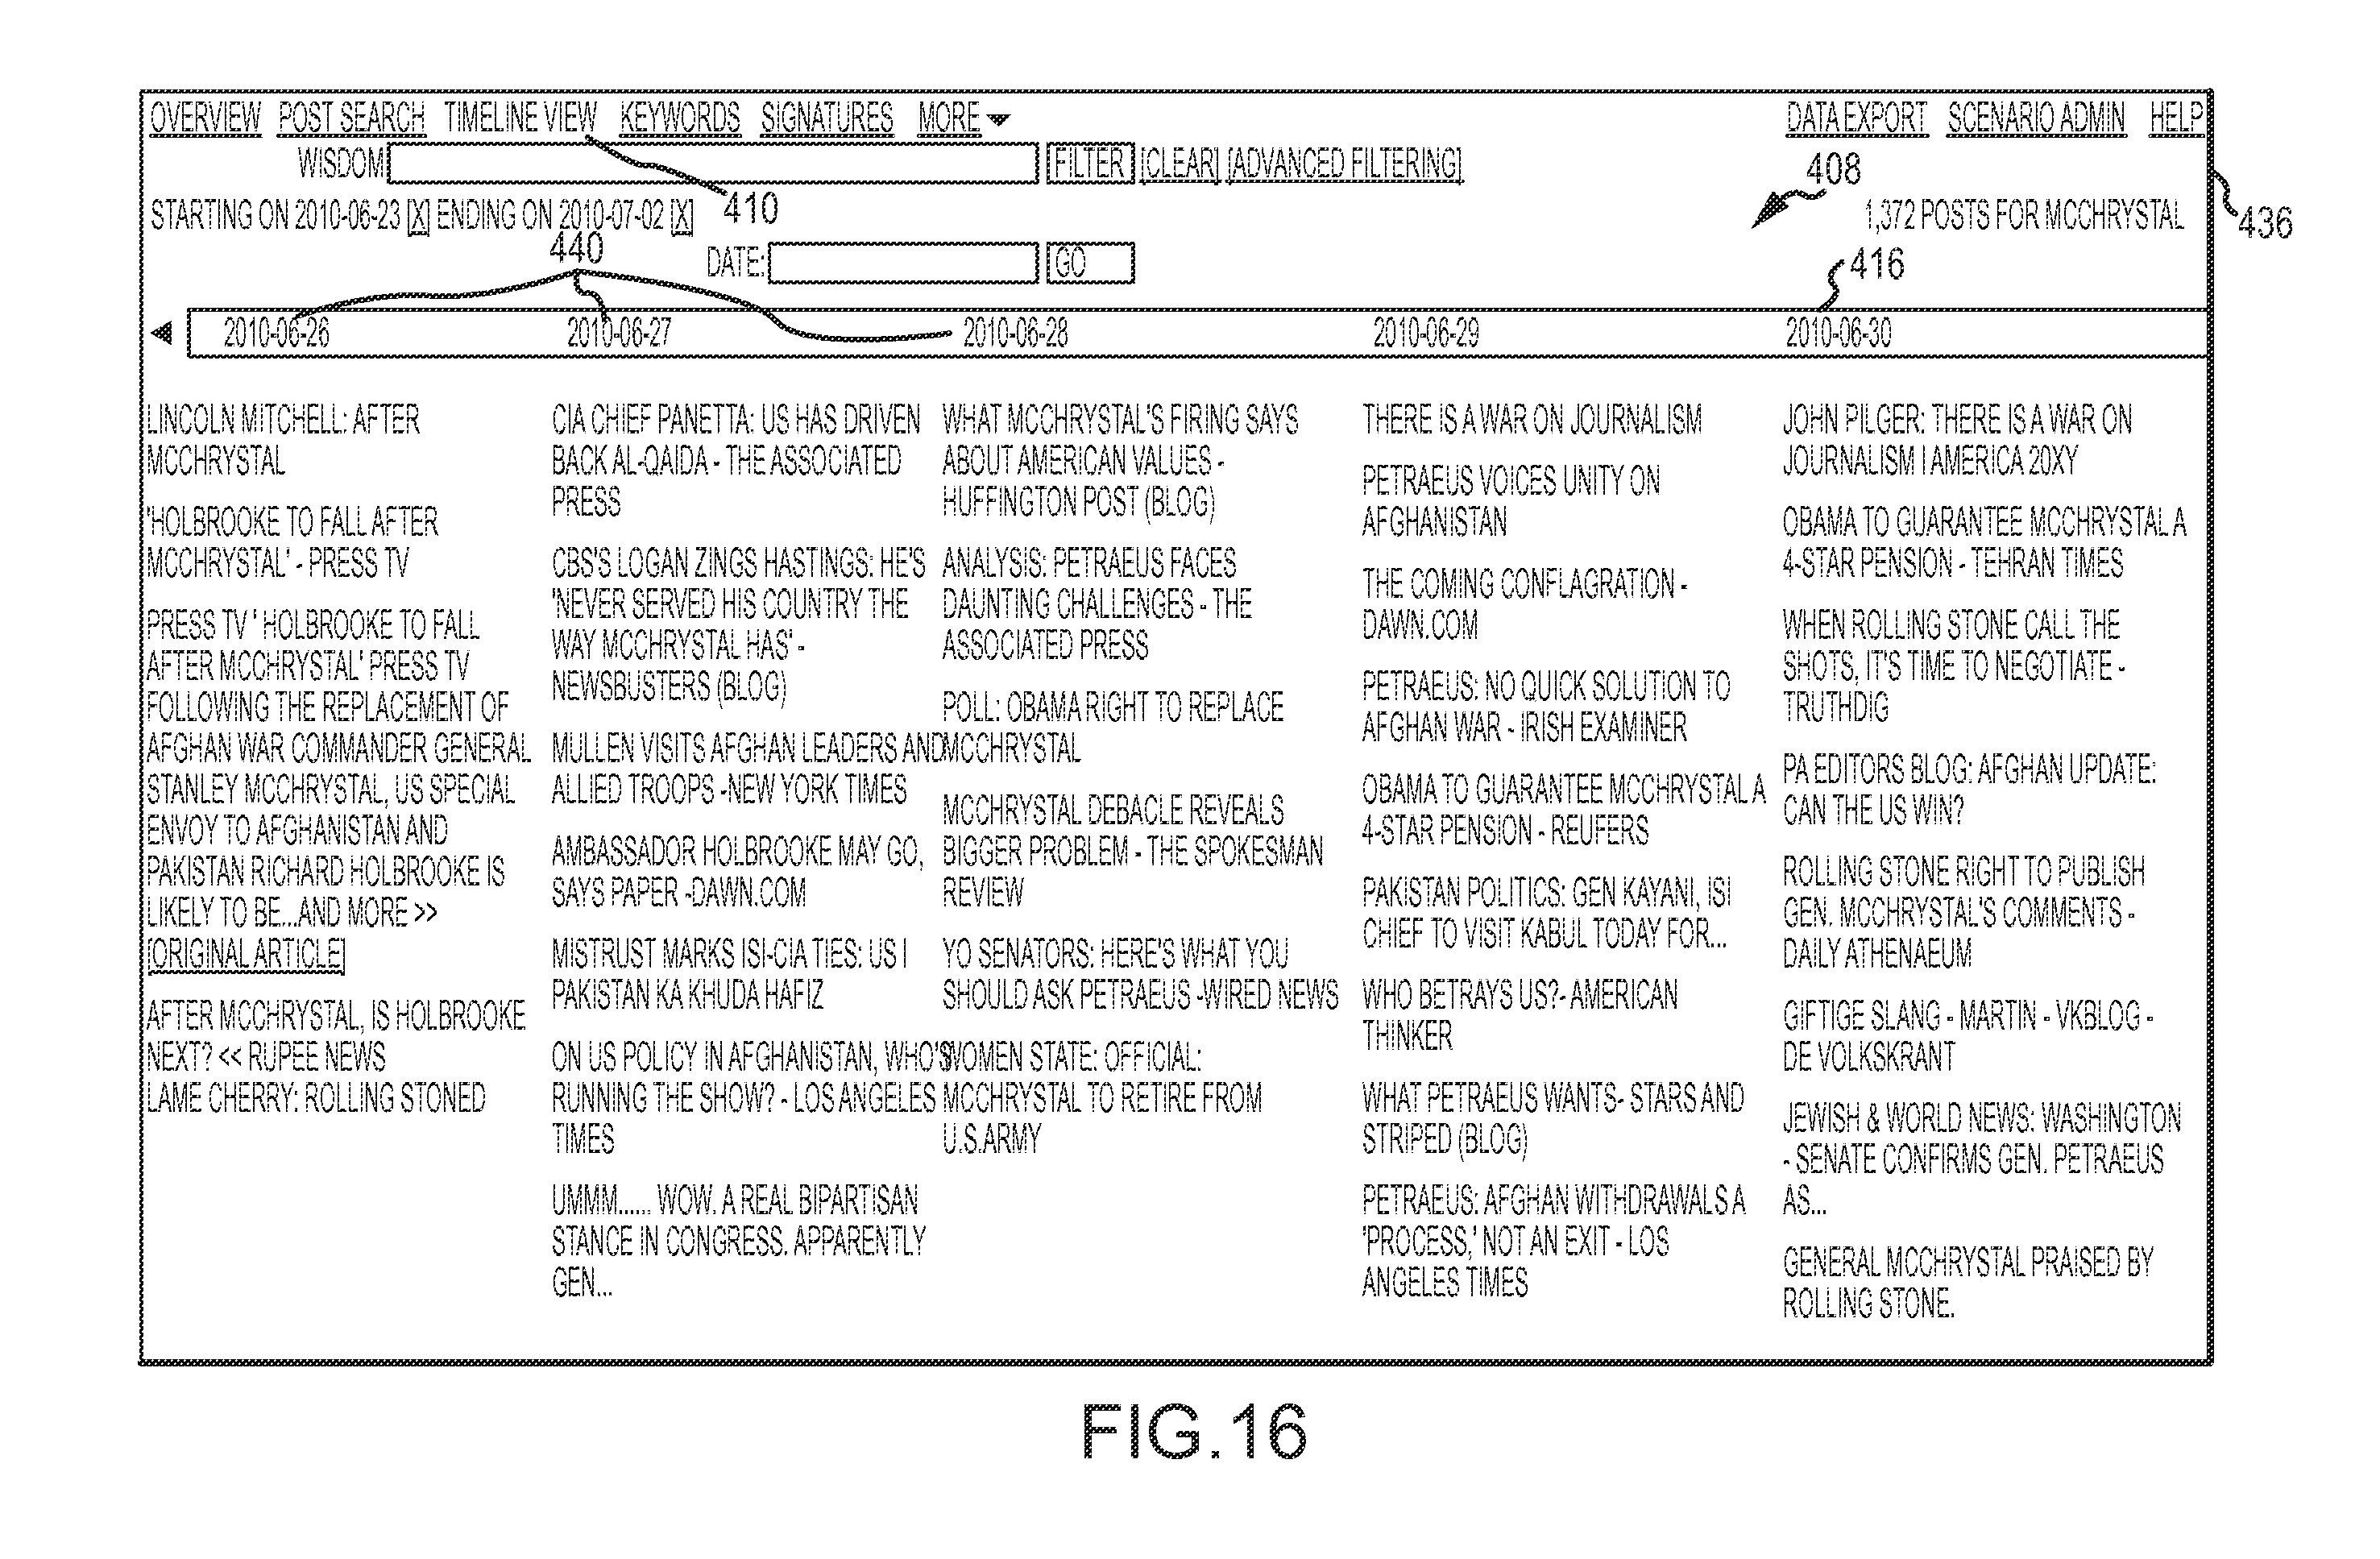 OVERVIEW POST SEARCH TIMELINE VIEW KEYWORDS SIGNATURES MORE DATA EXPORT SCENARIO ADMIN HELP
WISDOM FILTER [CLEAR] [ADVANCED FILTERING]
408
410
436
STARTING ON 2010-06-23 [X] ENDING ON 2010-07-02 [X] 1,372 POSTS FOR MCCHRYSTAL
440
DATE: GO
416
2010-06-26 2010-06-27 2010-06-28 2010-06-29 2010-06-30
LINCOLN MITCHELL: AFTER
MCCHRYSTAL
'HOLBROOKE TO FALL AFTER
MCCHRYSTAL' - PRESS TV
PRESS TV ' HOLBROOKE TO FALL
AFTER MCCHRYSTAL' PRESS TV
FOLLOWING THE REPLACEMENT OF
AFGHAN WAR COMMANDER GENERAL
STANLEY MCCHRYSTAL, US SPECIAL
ENVOY TO AFGHANISTAN AND
PAKISTAN RICHARD HOLBROOKE IS
LIKELY TO BE...AND MORE >>
[ORIGINAL ARTICLE]
AFTER MCCHRYSTAL, IS HOLBROOKE
NEXT? << RUPEE NEWS
LAME CHERRY: ROLLING STONED
CIA CHIEF PANETTA: US HAS DRIVEN
BACK AL-QAIDA - THE ASSOCIATED
PRESS
CBS'S LOGAN ZINGS HASTINGS: HE'S
'NEVER SERVED HIS COUNTRY THE
WAY MCCHRYSTAL HAS' -
NEWSBUSTERS (BLOG)
MULLEN VISITS AFGHAN LEADERS AND
ALLIED TROOPS -NEW YORK TIMES
AMBASSADOR HOLBROOKE MAY GO,
SAYS PAPER -DAWN.COM
MISTRUST MARKS ISI-CIA TIES: US I
PAKISTAN KA KHUDA HAFIZ
ON US POLICY IN AFGHANISTAN, WHO'S
RUNNING THE SHOW? - LOS ANGELES
TIMES
UMMM...... WOW. A REAL BIPARTISAN
STANCE IN CONGRESS. APPARENTLY
GEN...
WHAT MCCHRYSTAL'S FIRING SAYS
ABOUT AMERICAN VALUES -
HUFFINGTON POST (BLOG)
ANALYSIS: PETRAEUS FACES
DAUNTING CHALLENGES - THE
ASSOCIATED PRESS
POLL: OBAMA RIGHT TO REPLACE
MCCHRYSTAL
MCCHRYSTAL DEBACLE REVEALS
BIGGER PROBLEM - THE SPOKESMAN
REVIEW
YO SENATORS: HERE'S WHAT YOU
SHOULD ASK PETRAEUS -WIRED NEWS
WOMEN STATE: OFFICIAL:
MCCHRYSTAL TO RETIRE FROM
U.S.ARMY
THERE IS A WAR ON JOURNALISM
PETRAEUS VOICES UNITY ON
AFGHANISTAN
THE COMING CONFLAGRATION -
DAWN.COM
PETRAEUS: NO QUICK SOLUTION TO
AFGHAN WAR - IRISH EXAMINER
OBAMA TO GUARANTEE MCCHRYSTAL A
4-STAR PENSION - REUFERS
PAKISTAN POLITICS: GEN KAYANI, ISI
CHIEF TO VISIT KABUL TODAY FOR...
WHO BETRAYS US?- AMERICAN
THINKER
WHAT PETRAEUS WANTS- STARS AND
STRIPED (BLOG)
PETRAEUS: AFGHAN WITHDRAWALS A
'PROCESS,' NOT AN EXIT - LOS
ANGELES TIMES
JOHN PILGER: THERE IS A WAR ON
JOURNALISM I AMERICA 20XY
OBAMA TO GUARANTEE MCCHRYSTAL A
4-STAR PENSION - TEHRAN TIMES
WHEN ROLLING STONE CALL THE
SHOTS, IT'S TIME TO NEGOTIATE -
TRUTHDIG
PA EDITORS BLOG: AFGHAN UPDATE:
CAN THE US WIN?
ROLLING STONE RIGHT TO PUBLISH
GEN. MCCHRYSTAL'S COMMENTS -
DAILY ATHENAEUM
GIFTIGE SLANG - MARTIN - VKBLOG -
DE VOLKSKRANT
JEWISH & WORLD NEWS: WASHINGTON
- SENATE CONFIRMS GEN. PETRAEUS
AS...
GENERAL MCCHRYSTAL PRAISED BY
ROLLING STONE.
FIG.16